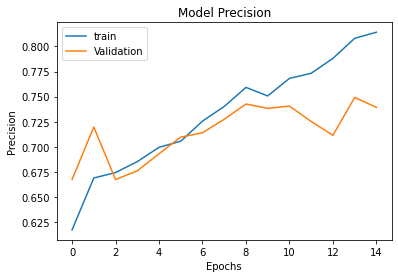 Model Precision
train
Validation
Precision
0.800
0.775
0.750
0.725
0.700
0.675
0.650
0.625
0 2 4 6 8 10 12 14
Epochs